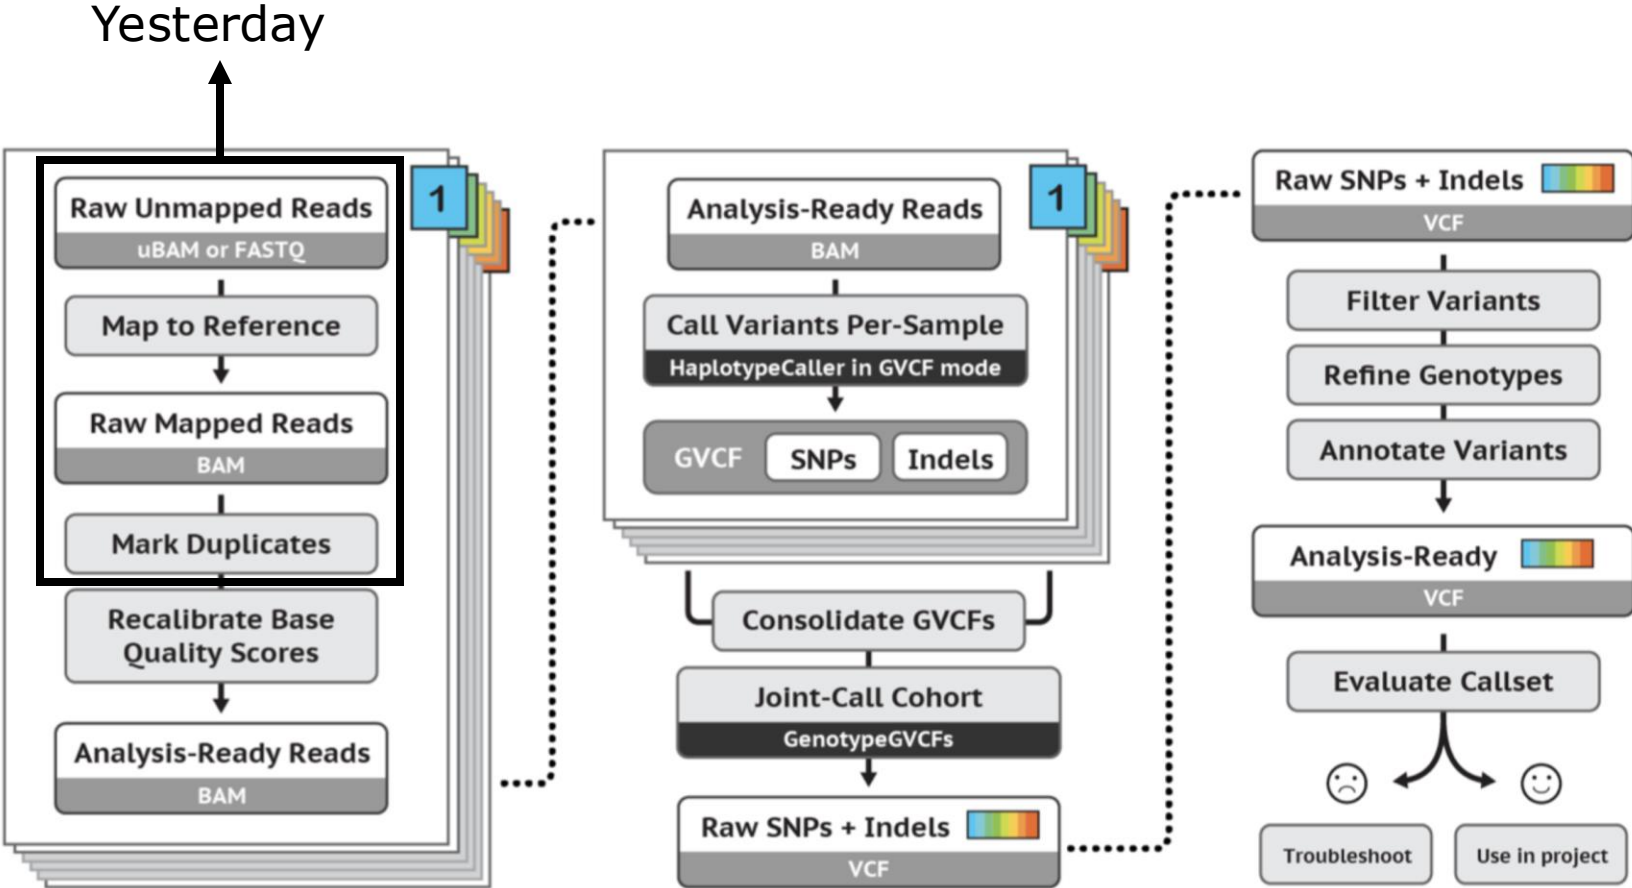 Yesterday
1
Raw Unmapped Reads
uBAM or FASTQ
Map to Reference
Raw Mapped Reads
BAM
Mark Duplicates
Recalibrate Base
Quality Scores
Analysis-Ready Reads
BAM
1
Analysis-Ready Reads
BAM
Call Variants Per-Sample
HaplotypeCaller in GVCF mode
GVCF SNPs Indels
Consolidate GVCFs
Joint-Call Cohort
GenotypeGVCFs
Raw SNPs + Indels
VCF
Raw SNPs + Indels
VCF
Filter Variants
Refine Genotypes
Annotate Variants
Analysis-Ready
VCF
Evaluate Callset
Troubleshoot
Use in project